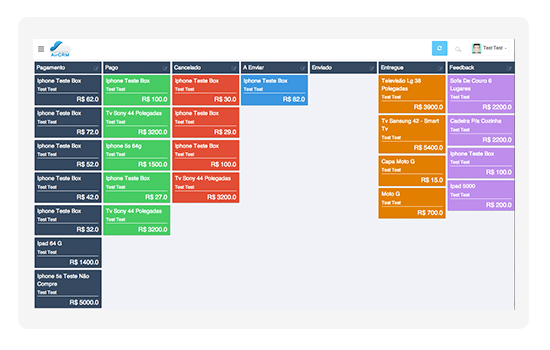 AirCRM
Test Test
Pagamento
Iphone Teste Box
Test Test
R$ 62.0
Iphone Teste Box
Test Test
R$ 72.0
Iphone Teste Box
Test Test
R$ 52.0
Iphone Teste Box
Test Test
R$ 42.0
Iphone Teste Box
Test Test
R$ 32.0
Ipad 64 G
Test Test
R$ 1400.0
Iphone 5s Teste Não
Compre
Test Test
R$ 5000.0
Pago
Iphone Teste Box
Test Test
R$ 100.0
Tv Sony 44 Polegadas
Test Test
R$ 3200.0
Iphone 5s 64g
Test Test
R$ 1500.0
Iphone Teste Box
Test Test
R$ 27.0
Tv Sony 44 Polegadas
Test Test
R$ 3200.0
Cancelado
Iphone Teste Box
Test Test
R$ 30.0
Iphone Teste Box
Test Test
R$ 29.0
Iphone Teste Box
Test Test
R$ 100.0
Tv Sony 44 Polegadas
Test Test
R$ 3200.0
A Enviar
Iphone Teste Box
Test Test
R$ 82.0
Enviado
Entregue
Televisão Lg 38
Polegadas
Test Test
R$ 3900.0
Tv Sansung 42 - Smart
Tv
Test Test
R$ 5400.0
Capa Moto G
Test Test
R$ 15.0
Moto G
Test Test
R$ 700.0
Feedback
Sofa De Couro 6
Lugares
Test Test
R$ 2200.0
Cadeira P/s Cozinha
Test Test
R$ 2200.0
Iphone Teste Box
Test Test
R$ 100.0
Ipad 5000
Test Test
R$ 200.0